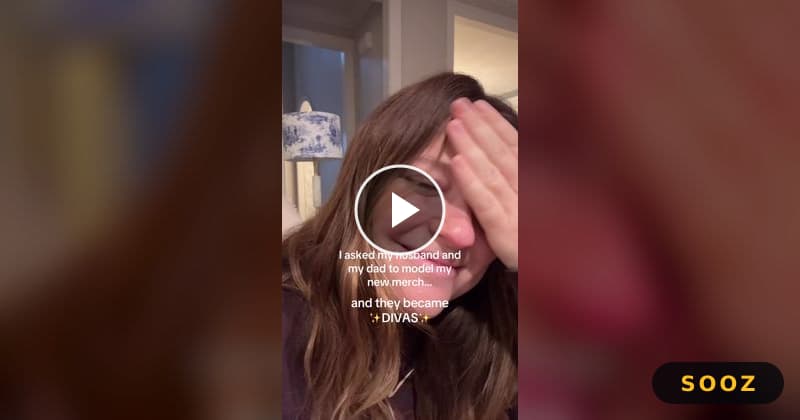 I asked my husband and
my dad to model my
new merch...
and they became
✨DIVAS✨
SOOZ